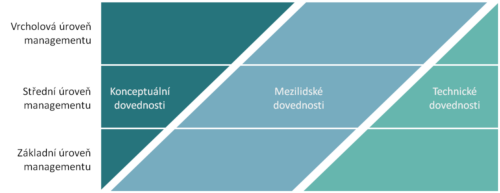 Vrcholová úroveň
managementu
Střední úroveň
managementu
Konceptuální
dovednosti
Mezilidské
dovednosti
Technické
dovednosti
Základní úroveň
managementu